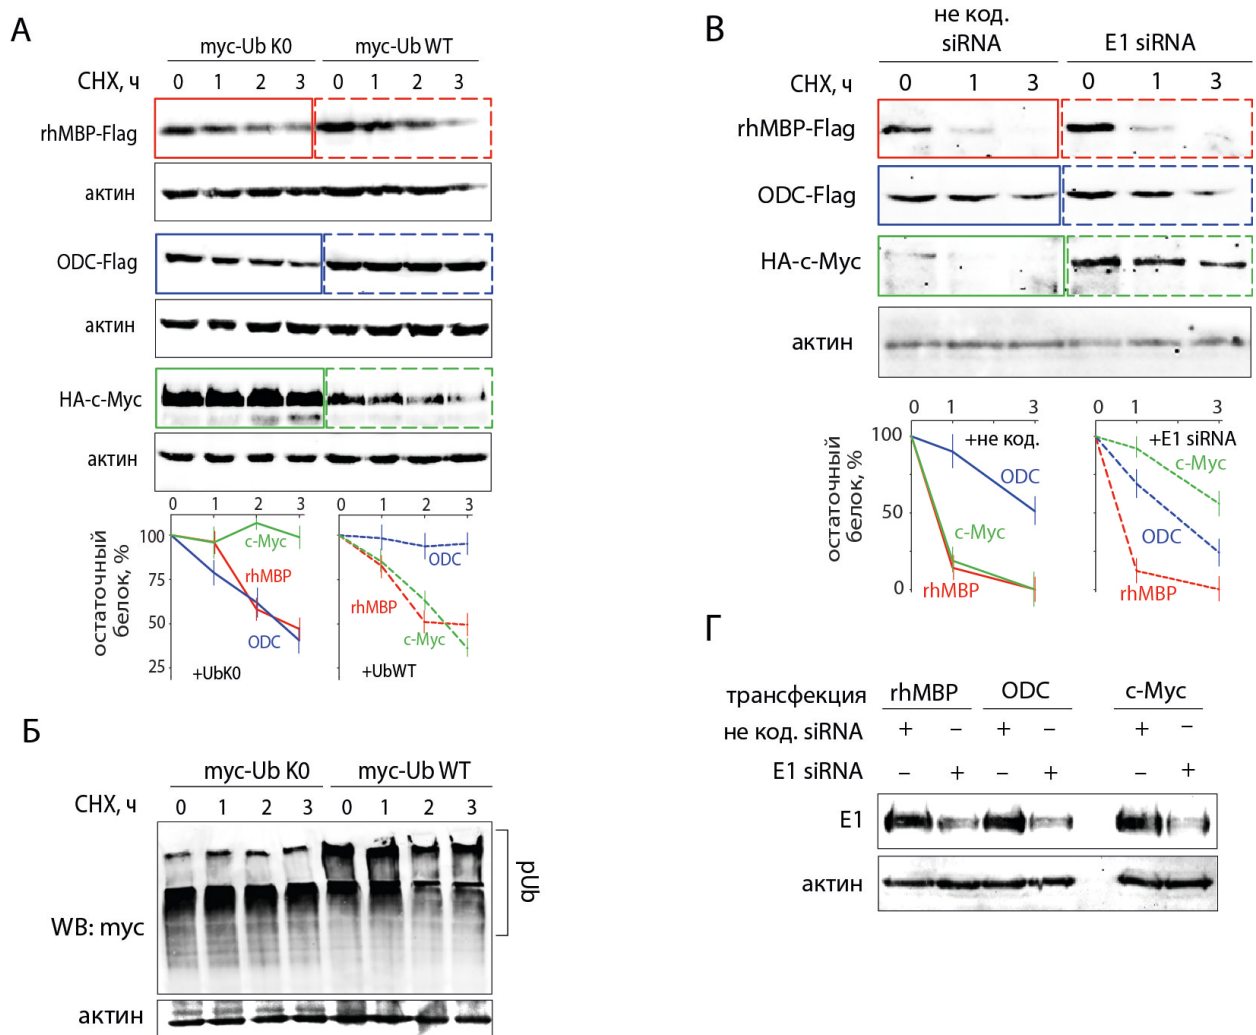 А
myc-Ub K0 myc-Ub WT
CHX, ч 0 1 2 3 0 1 2 3
rhMBP-Flag
актин
ODC-Flag
актин
HA-c-Myc
актин
0 1 2 3 0 1 2 3
остаточный белок, %
100
75
50
25
c-Myc
rhMBP
ODC
+UbK0
ODC
rhMBP
c-Myc
+UbWT
Б
myc-Ub K0 myc-Ub WT
CHX, ч 0 1 2 3 0 1 2 3
WB: myc
pUb
актин
В
не код.
siRNA E1 siRNA
CHX, ч 0 1 3 0 1 3
rhMBP-Flag
ODC-Flag
HA-c-Myc
актин
0 1 3 0 1 3
остаточный
белок, %
100
50
0
+не код.
ODC
c-Myc
rhMBP
+E1 siRNA
c-Myc
ODC
rhMBP
Г
трансфекция rhMBP ODC c-Myc
не код. siRNA + – + – + –
E1 siRNA – + – + – +
E1
актин